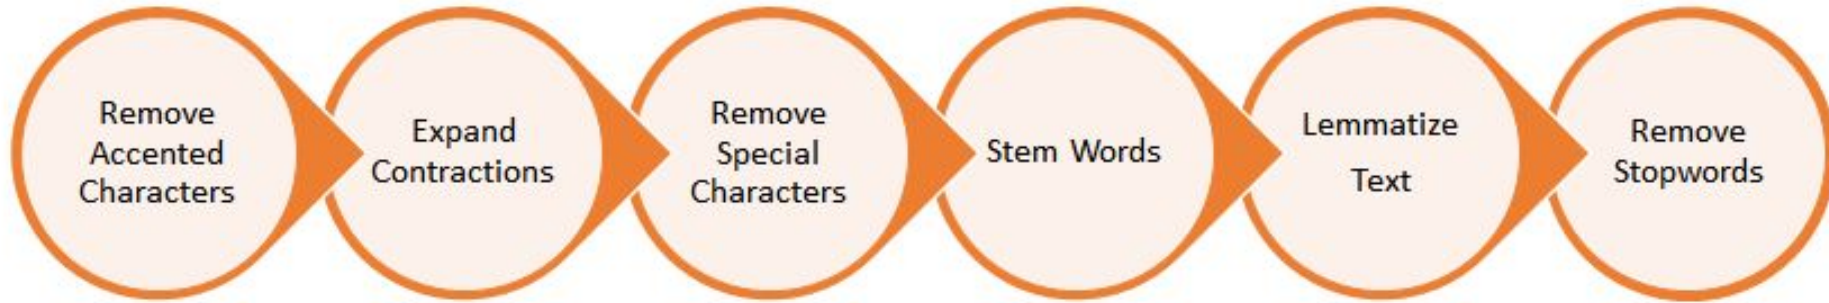 Remove
Accented
Characters
Expand
Contractions
Remove
Special
Characters
Stem Words
Lemmatize
Text
Remove
Stopwords